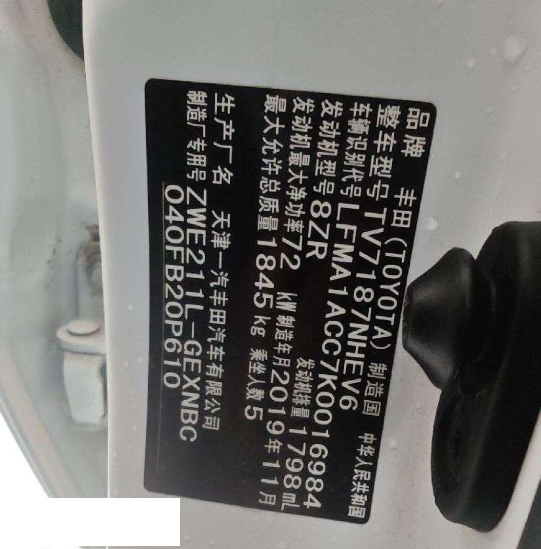 品牌 丰田(TOYOTA) 制造国 中华人民共和国
整车型号 TV7187NHEV6
车辆识别代号 LFMA1ACC7K0016984
发动机型号 8ZR 发动机排量 1798mL
发动机最大净功率 72 kW 制造年月 2019年11月
最大允许总质量 1845kg 乘坐人数 5
生产厂名 天津一汽丰田汽车有限公司
制造厂专用号 ZWE211L-GEXNBC
040FB20P610